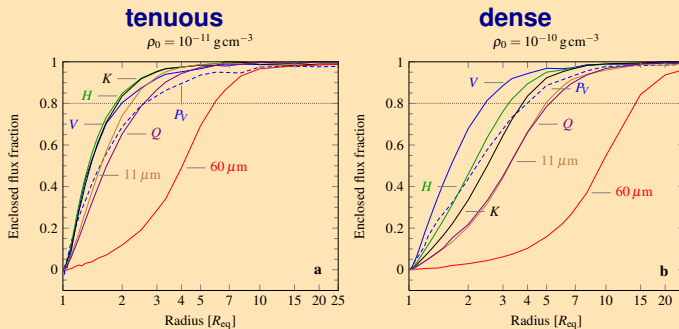 tenuous
ρ0 = 10−11 g cm−3
Enclosed flux fraction
1
0.8
0.6
0.4
0.2
0
K
H
V
PV
Q
11 μm
60 μm
a
1 2 3 4 5 7 10 15 20 25
Radius [Req]
dense
ρ0 = 10−10 g cm−3
Enclosed flux fraction
1
0.8
0.6
0.4
0.2
0
V
PV
Q
H
11 μm
60 μm
K
b
1 2 3 4 5 7 10 15 20
Radius [Req]